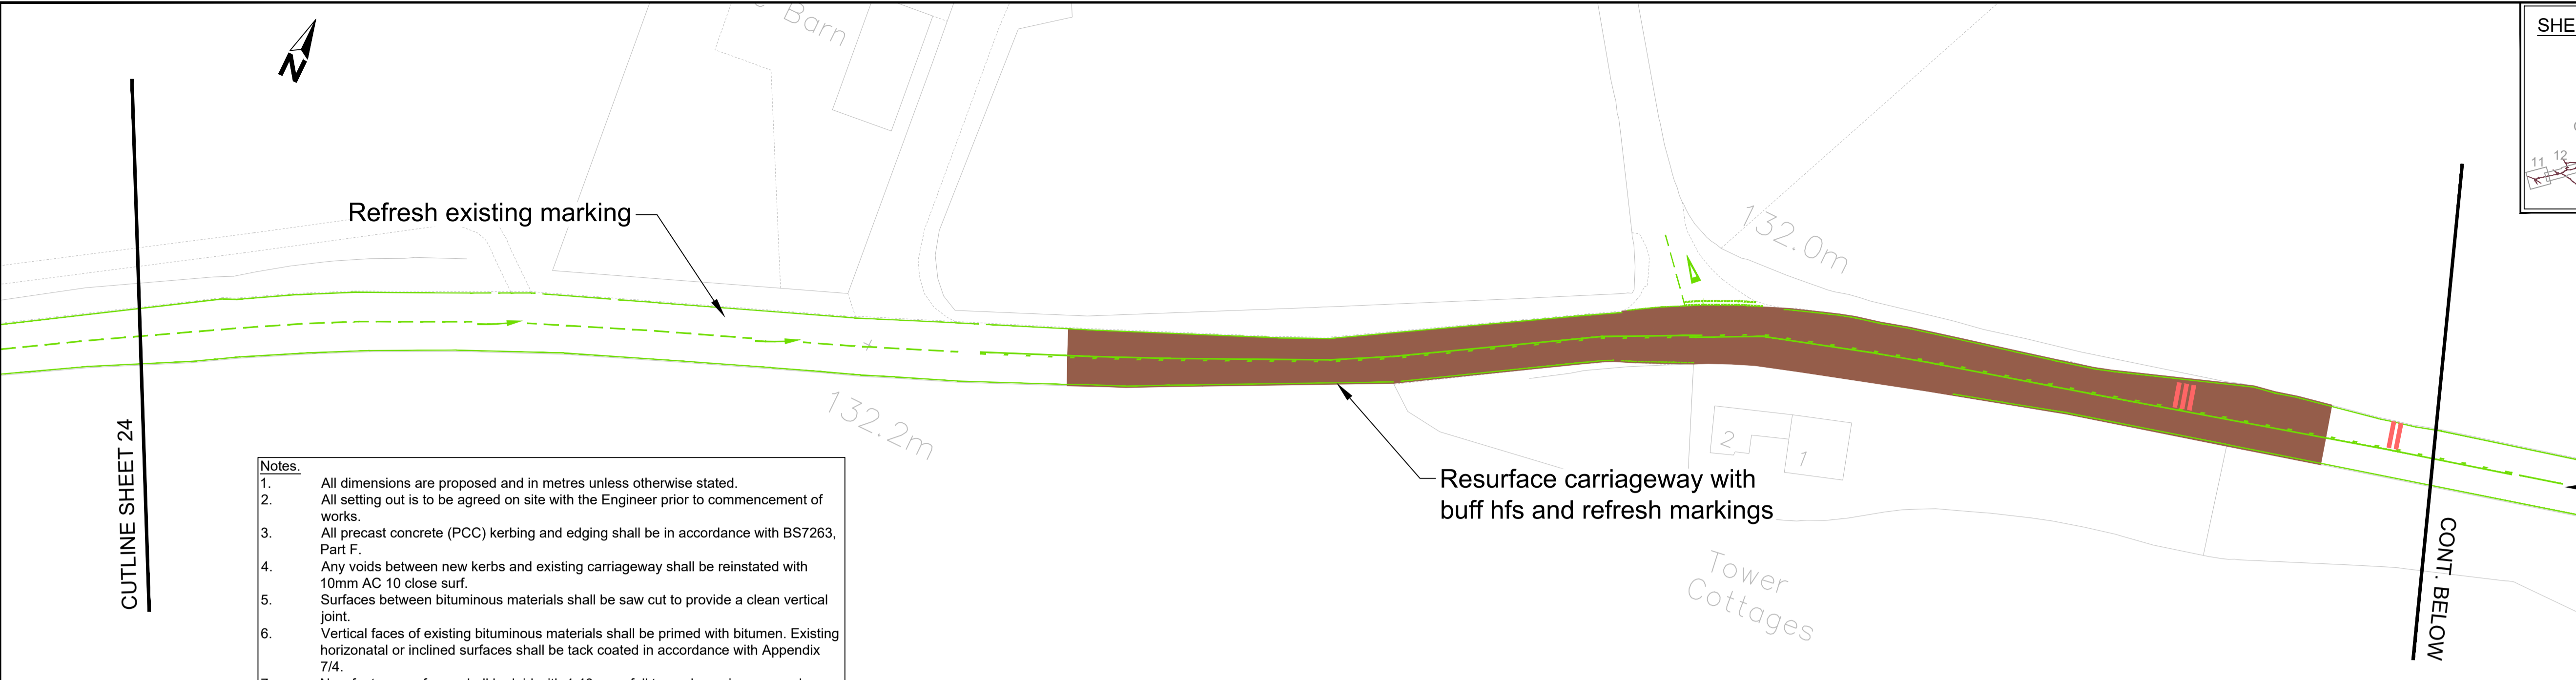 Barn
SHE
N
11
12
Refresh existing marking
132.0m
132.2m
CUTLINE SHEET 24
2
1
Resurface carriageway with
buff hfs and refresh markings
Tower
Cottages
CONT. BELOW
Notes.
1. All dimensions are proposed and in metres unless otherwise stated.
2. All setting out is to be agreed on site with the Engineer prior to commencement of
works.
3. All precast concrete (PCC) kerbing and edging shall be in accordance with BS7263,
Part F.
4. Any voids between new kerbs and existing carriageway shall be reinstated with
10mm AC 10 close surf.
5. Surfaces between bituminous materials shall be saw cut to provide a clean vertical
joint.
6. Vertical faces of existing bituminous materials shall be primed with bitumen. Existing
horizonatal or inclined surfaces shall be tack coated in accordance with Appendix
7/4.